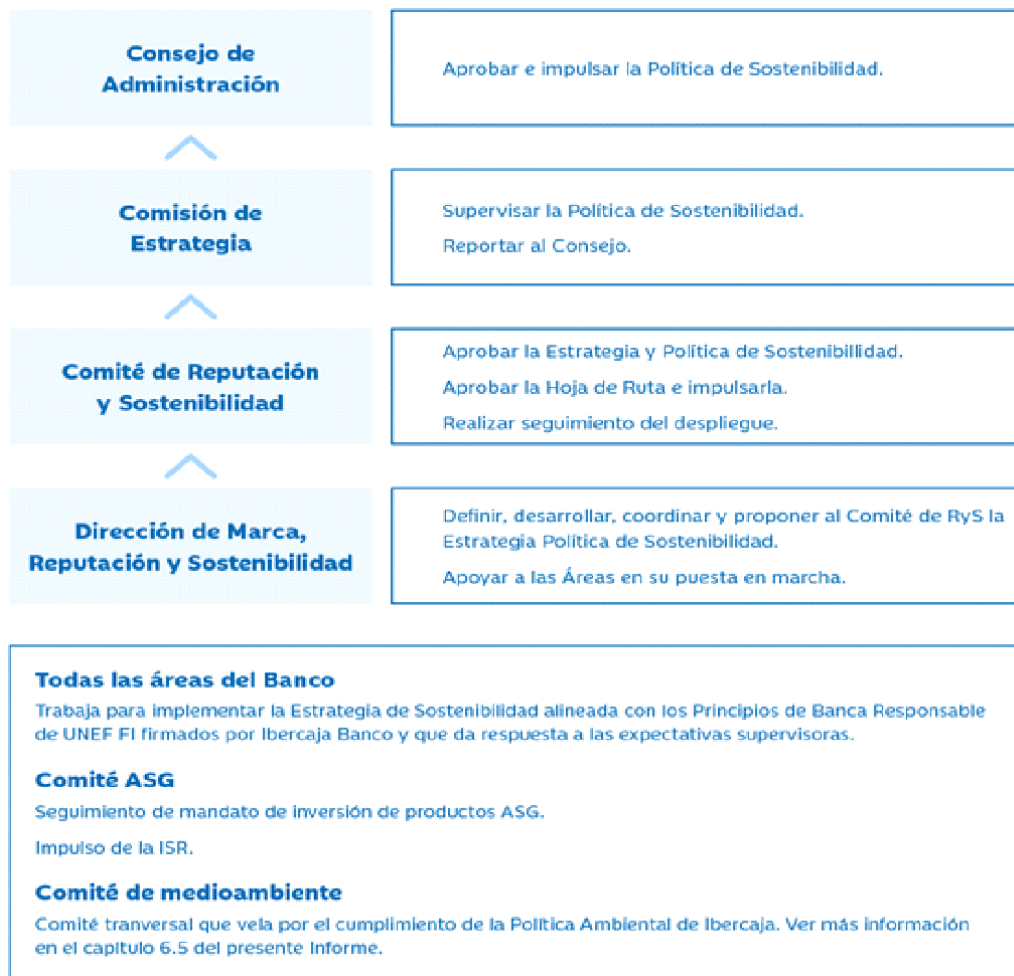 Consejo de
Administración
Aprobar e impulsar la Política de Sostenibilidad.
Comisión de
Estrategia
Supervisar la Política de Sostenibilidad.
Reportar al Consejo.
Comité de Reputación
y Sostenibilidad
Aprobar la Estrategia y Política de Sostenibillidad.
Aprobar la Hoja de Ruta e impulsarla.
Realizar seguimiento del despliegue.
Dirección de Marca,
Reputación y Sostenibilidad
Definir, desarrollar, coordinar y proponer al Comité de RyS la
Estrategia Política de Sostenibilidad.
Apoyar a las Áreas en su puesta en marcha.
Todas las áreas del Banco
Trabaja para implementar la Estrategia de Sostenibilidad alineada con los Principios de Banca Responsable
de UNEF FI firmados por Ibercaja Banco y que da respuesta a las expectativas supervisoras.
Comité ASG
Seguimiento de mandato de inversión de productos ASG.
Impulso de la ISR.
Comité de medioambiente
Comité tranversal que vela por el cumplimiento de la Política Ambiental de Ibercaja. Ver más información
en el capítulo 6.5 del presente Informe.